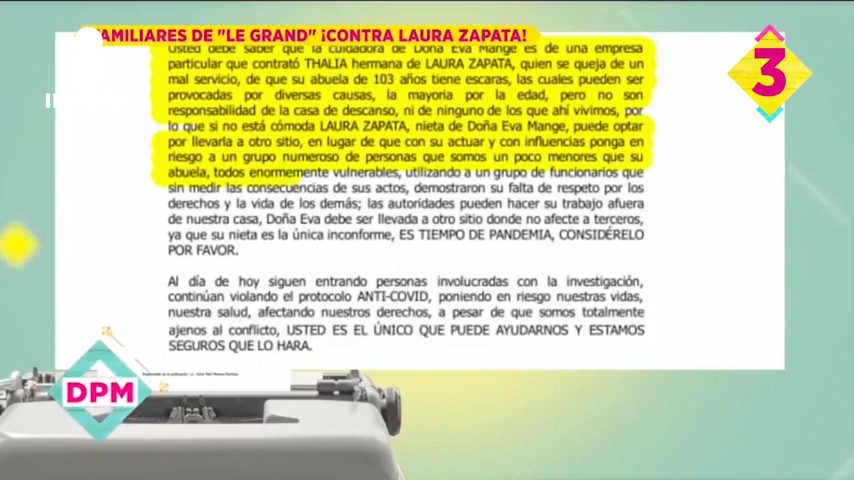 FAMILIARES DE "LE GRAND" ¡CONTRA LAURA ZAPATA!
3
Usted debe saber que la cuidadora de Doña Eva Mange es de una empresa
particular que contrató THALIA hermana de LAURA ZAPATA, quien se queja de un
mal servicio, de que su abuela de 103 años tiene escaras, las cuales pueden ser
provocadas por diversas causas, la mayoria por la edad, pero no son
responsabilidad de la casa de descanso, ni de ninguno de los que ahí vivimos, por
lo que si no está cómoda LAURA ZAPATA, nieta de Doña Eva Mange, puede optar
por llevarla a otro sitio, en lugar de que con su actuar y con influencias ponga en
riesgo a un grupo numeroso de personas que somos un poco menores que su
abuela, todos enormemente vulnerables, utilizando a un grupo de funcionarios que
sin medir las consecuencias de sus actos, demostraron su falta de respeto por los
derechos y la vida de los demás; las autoridades pueden hacer su trabajo afuera
de nuestra casa, Doña Eva debe ser llevada a otro sitio donde no afecte a terceros,
ya que su nieta es la única inconforme, ES TIEMPO DE PANDEMIA, CONSIDÉRELO
POR FAVOR.
Al día de hoy siguen entrando personas involucradas con la investigación,
continúan violando el protocolo ANTI-COVID, poniendo en riesgo nuestras vidas,
nuestra salud, afectando nuestros derechos, a pesar de que somos totalmente
ajenos al conflicto, USTED ES EL ÚNICO QUE PUEDE AYUDARNOS Y ESTAMOS
SEGUROS QUE LO HARA.
DPM